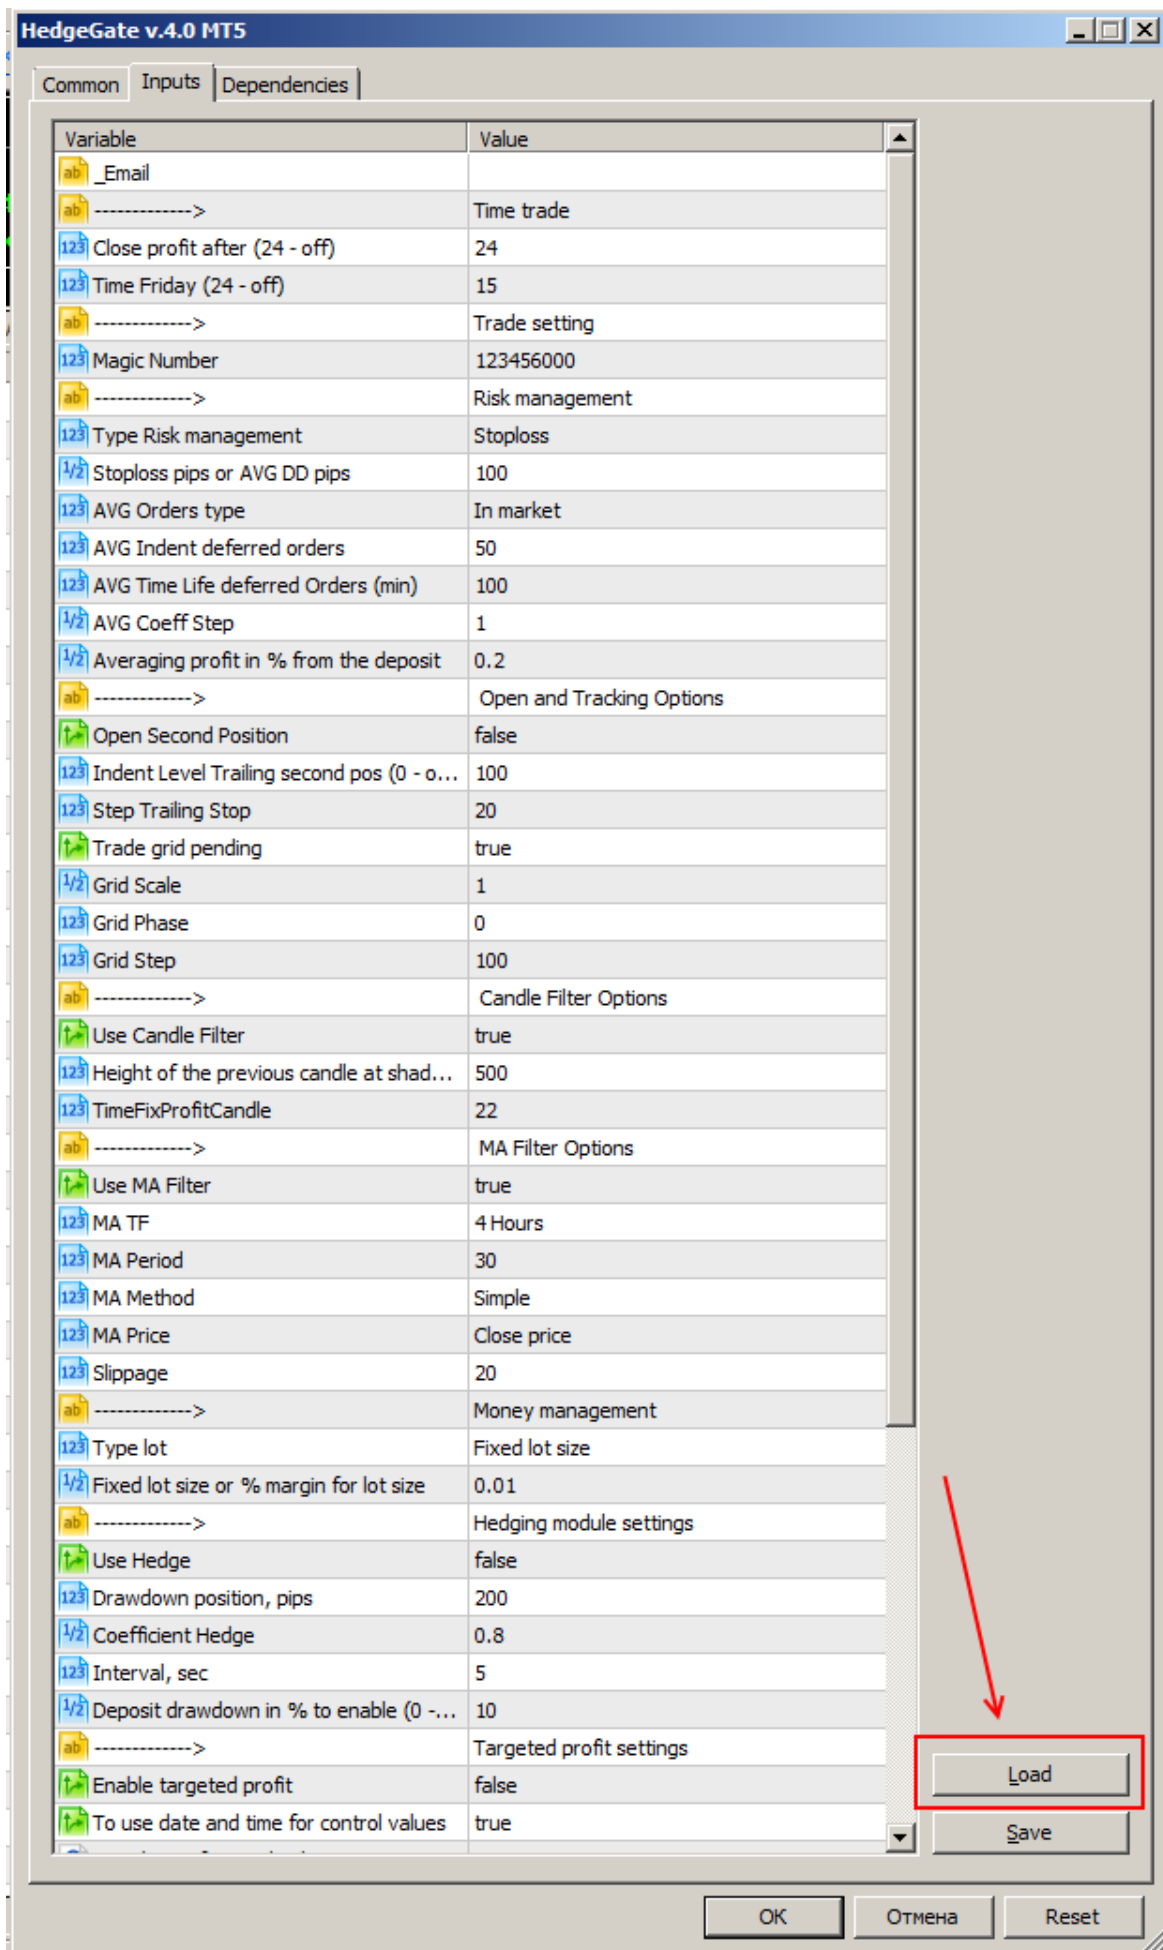 HedgeGate v.4.0 MT5
Common Inputs Dependencies
Variable Value
_Email
-------------> Time trade
Close profit after (24 - off) 24
Time Friday (24 - off) 15
-------------> Trade setting
Magic Number 123456000
-------------> Risk management
Type Risk management Stoploss
Stoploss pips or AVG DD pips 100
AVG Orders type In market
AVG Indent deferred orders 50
AVG Time Life deferred Orders (min) 100
AVG Coeff Step 1
Averaging profit in % from the deposit 0.2
-------------> Open and Tracking Options
Open Second Position false
Indent Level Trailing second pos (0 - o... 100
Step Trailing Stop 20
Trade grid pending true
Grid Scale 1
Grid Phase 0
Grid Step 100
-------------> Candle Filter Options
Use Candle Filter true
Height of the previous candle at shad... 500
TimeFixProfitCandle 22
-------------> MA Filter Options
Use MA Filter true
MA TF 4 Hours
MA Period 30
MA Method Simple
MA Price Close price
Slippage 20
-------------> Money management
Type lot Fixed lot size
Fixed lot size or % margin for lot size 0.01
-------------> Hedging module settings
Use Hedge false
Drawdown position, pips 200
Coefficient Hedge 0.8
Interval, sec 5
Deposit drawdown in % to enable (0 -... 10
-------------> Targeted profit settings
Enable targeted profit false
Load
To use date and time for control values true
Save
OK Отмена Reset